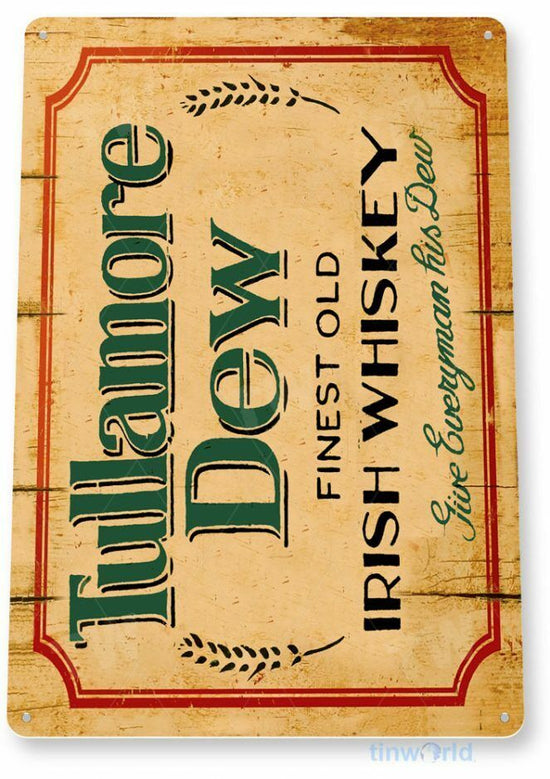 Tullamore
Dew
FINEST OLD
IRISH WHISKEY
Give Everyman his Dew
tinworld